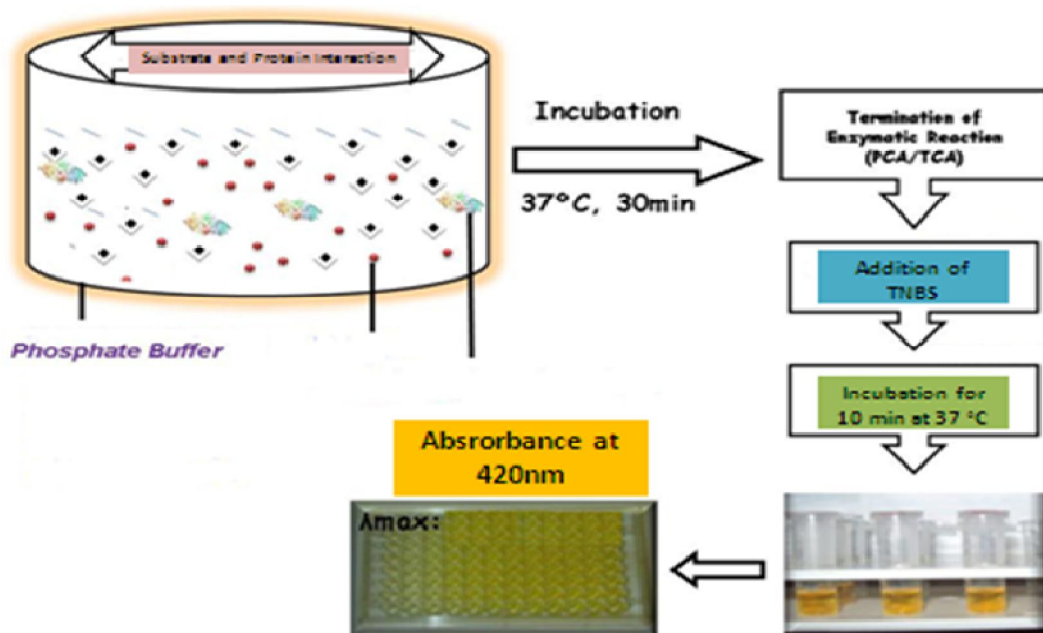 Substrate and Protein Interaction
Incubation
37°C, 30min
Termination of
Enzymatic Reaction
(PCA/TCA)
Addition of
TNBS
Incubation for
10 min at 37 °C
Phosphate Buffer
Absrorbance at
420nm
λmax: